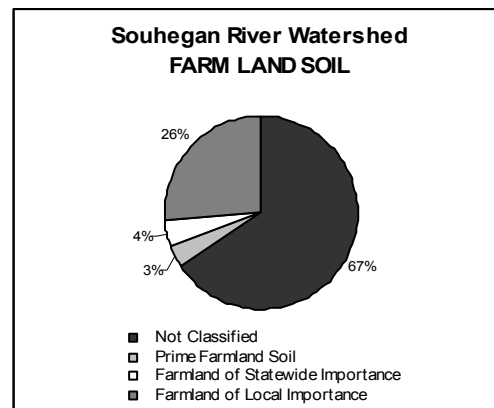 Souhegan River Watershed
FARM LAND SOIL
26%
4%
3%
67%
Not Classified
Prime Farmland Soil
Farmland of Statewide Importance
Farmland of Local Importance